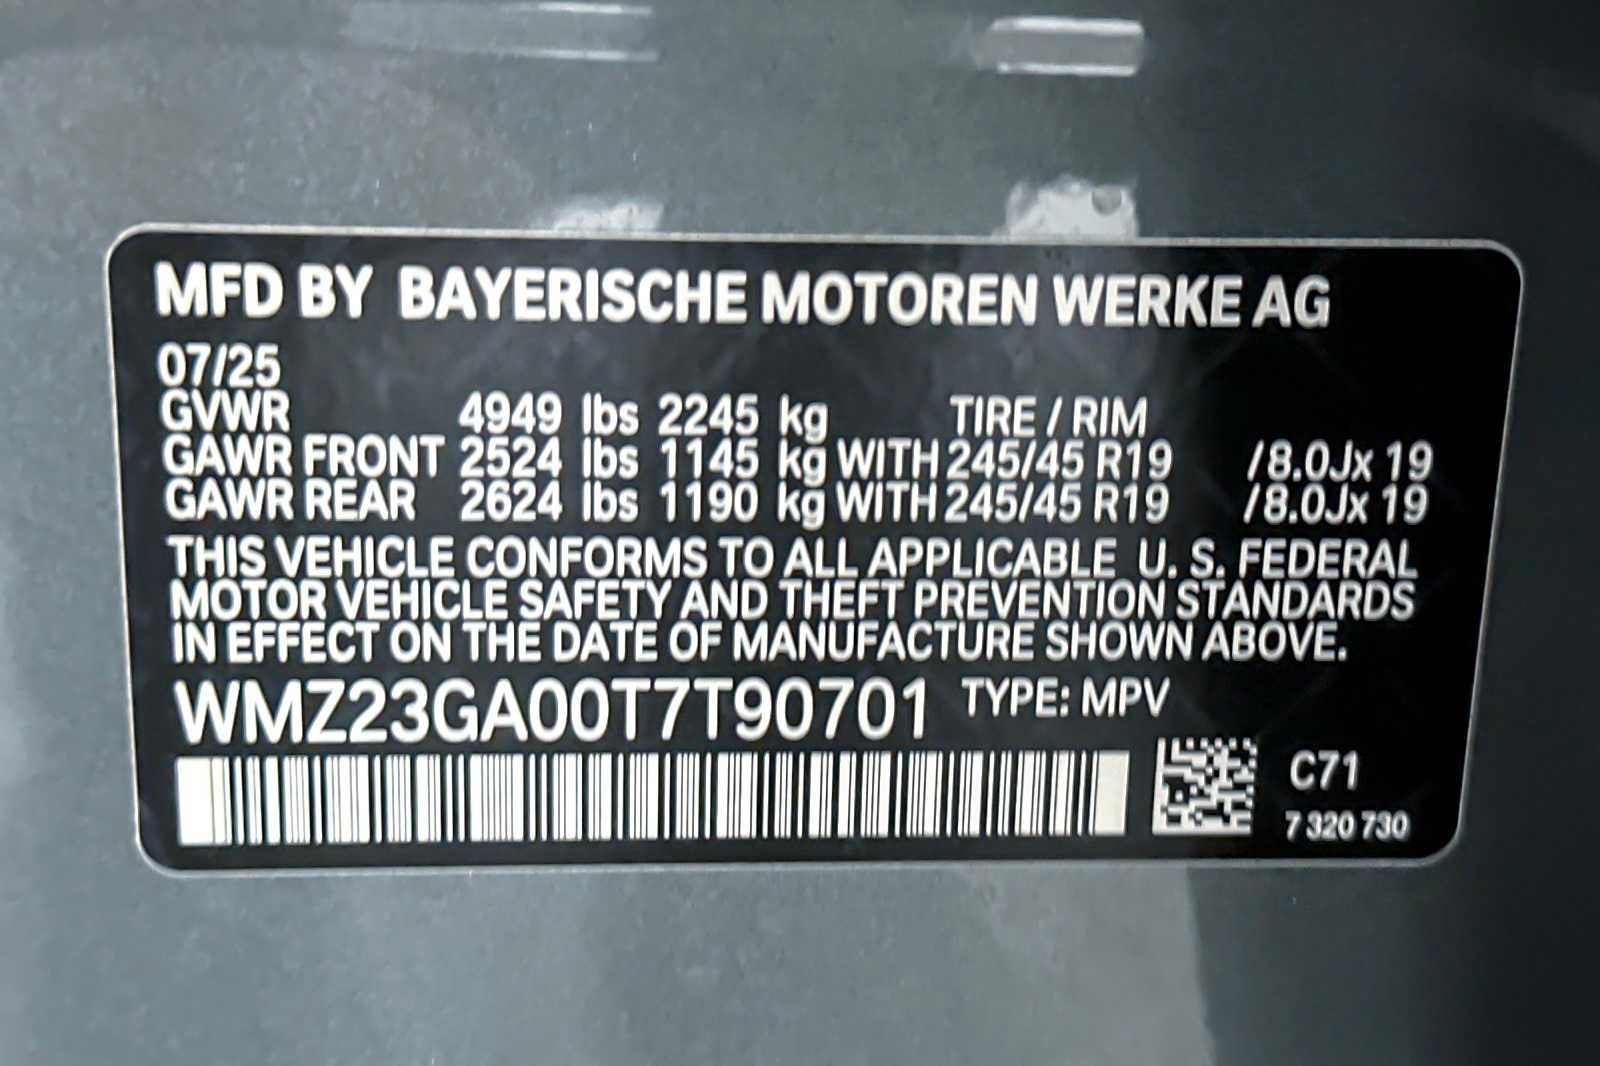 MFD BY BAYERISCHE MOTOREN WERKE AG
07/25
GVWR 4949 lbs 2245 kg TIRE / RIM
GAWR FRONT 2524 lbs 1145 kg WITH 245/45 R19 /8.0Jx 19
GAWR REAR 2624 lbs 1190 kg WITH 245/45 R19 /8.0Jx 19
THIS VEHICLE CONFORMS TO ALL APPLICABLE U. S. FEDERAL
MOTOR VEHICLE SAFETY AND THEFT PREVENTION STANDARDS
IN EFFECT ON THE DATE OF MANUFACTURE SHOWN ABOVE.
WMZ23GA00T7T90701 TYPE: MPV
C71
7 320 730